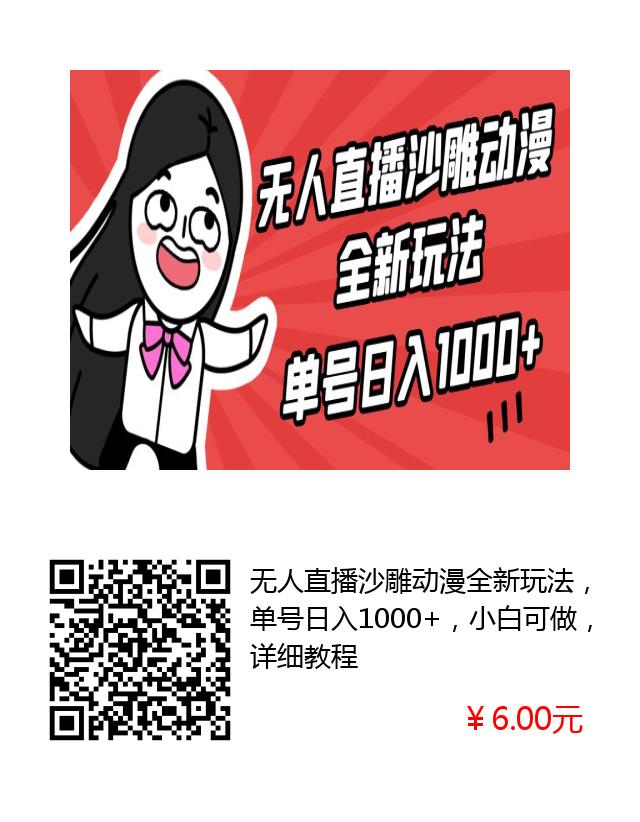 无人直播沙雕动漫
全新玩法
单号日入1000+
无人直播沙雕动漫全新玩法，
单号日入1000+，小白可做，
详细教程
￥6.00元